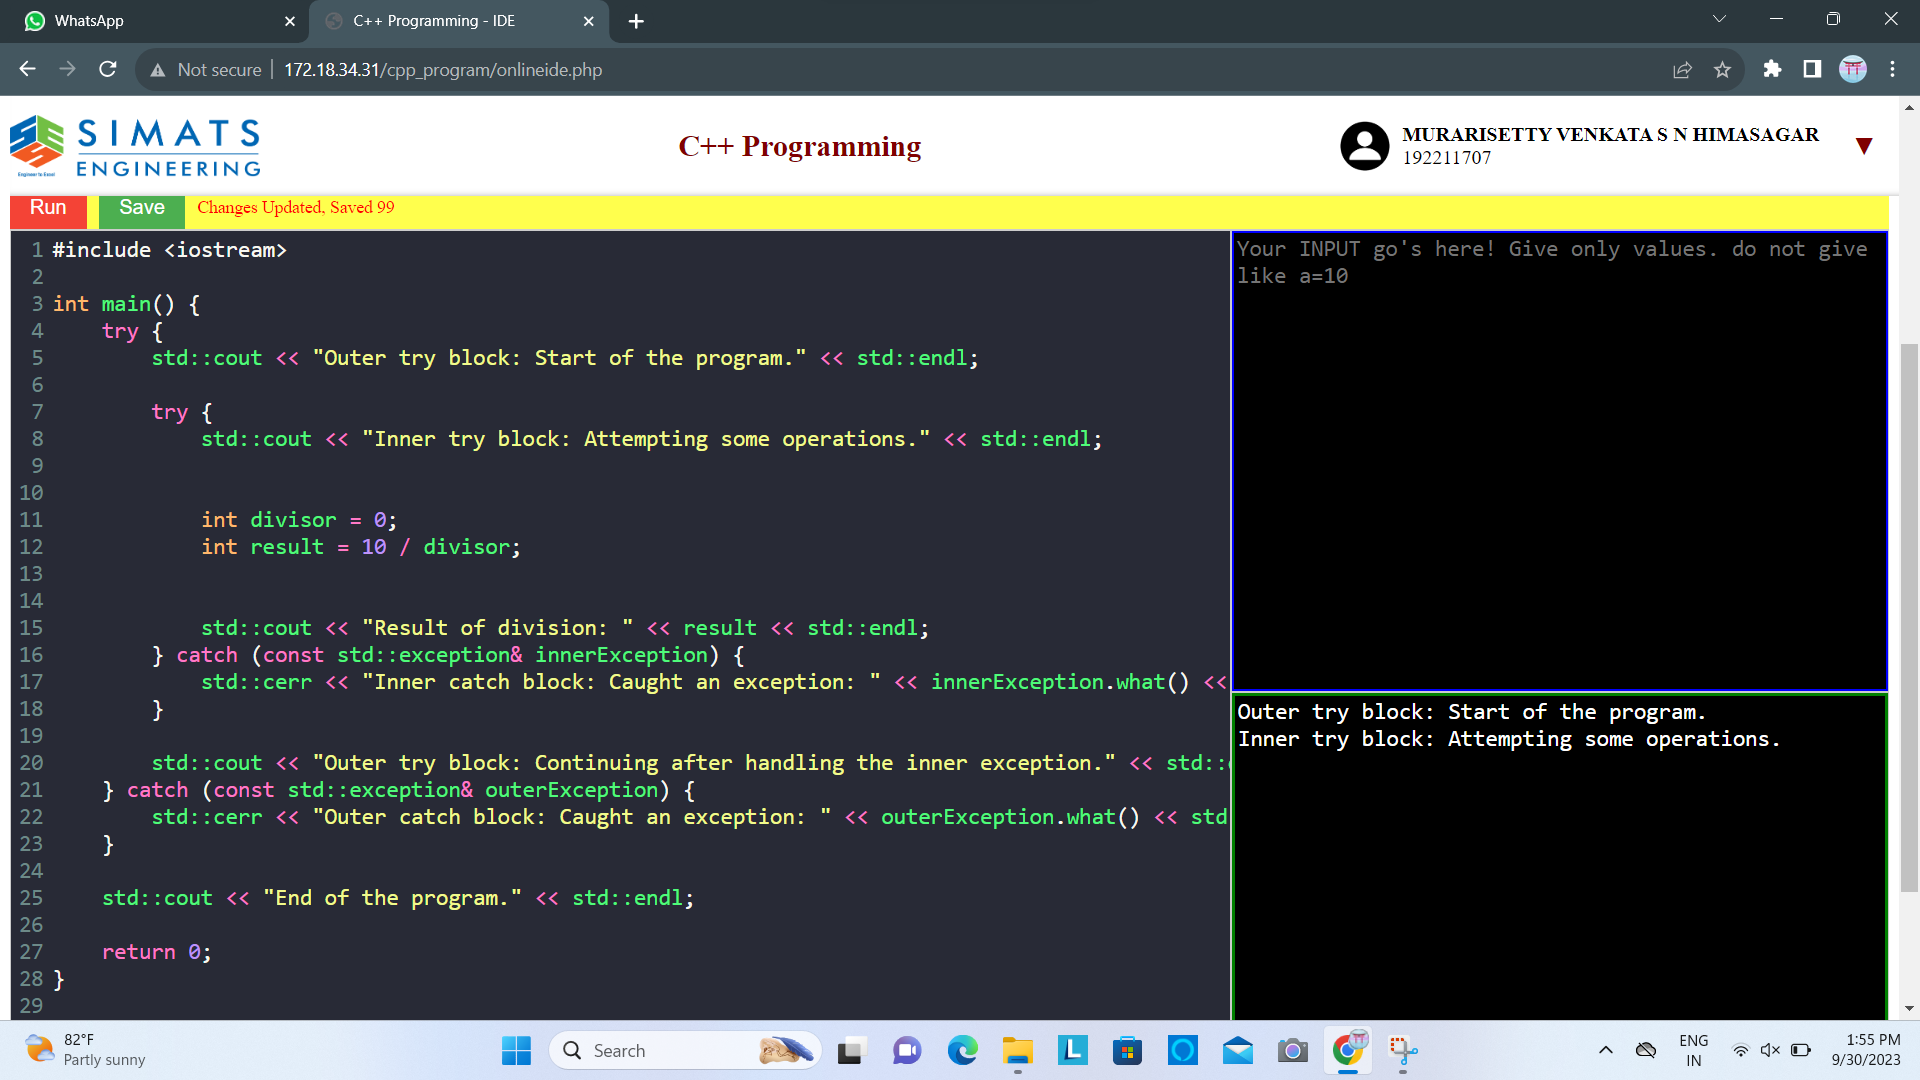 WhatsApp
C++ Programming - IDE
Not secure
172.18.34.31/cpp_program/onlineide.php
SIMATS
ENGINEERING
Engineer to Excel
C++ Programming
MURARISETTY VENKATA S N HIMASAGAR
192211707
Run
Save
Changes Updated, Saved 99
1 #include <iostream>
2
3 int main() {
4     try {
5         std::cout << "Outer try block: Start of the program." << std::endl;
6
7         try {
8             std::cout << "Inner try block: Attempting some operations." << std::endl;
9
10
11             int divisor = 0;
12             int result = 10 / divisor;
13
14
15             std::cout << "Result of division: " << result << std::endl;
16         } catch (const std::exception& innerException) {
17             std::cerr << "Inner catch block: Caught an exception: " << innerException.what() <<
18         }
19
20         std::cout << "Outer try block: Continuing after handling the inner exception." << std::
21     } catch (const std::exception& outerException) {
22         std::cerr << "Outer catch block: Caught an exception: " << outerException.what() << std
23     }
24
25     std::cout << "End of the program." << std::endl;
26
27     return 0;
28 }
29
Your INPUT go's here! Give only values. do not give
like a=10
Outer try block: Start of the program.
Inner try block: Attempting some operations.
82°F
Partly sunny
Search
ENG
IN
1:55 PM
9/30/2023